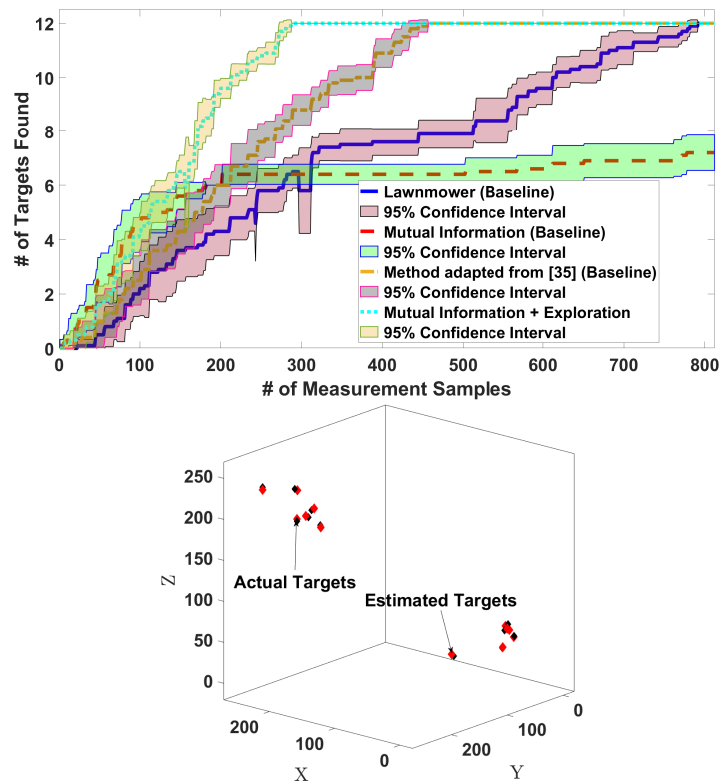 12
10
8
6
4
2
0
# of Targets Found
Lawnmower (Baseline)
95% Confidence Interval
Mutual Information (Baseline)
95% Confidence Interval
Method adapted from [35] (Baseline)
95% Confidence Interval
Mutual Information + Exploration
95% Confidence Interval
0 100 200 300 400 500 600 700 800
# of Measurement Samples
250
200
150
100
50
0
Z
Actual Targets
Estimated Targets
200
100
0
X
200
100
0
Y